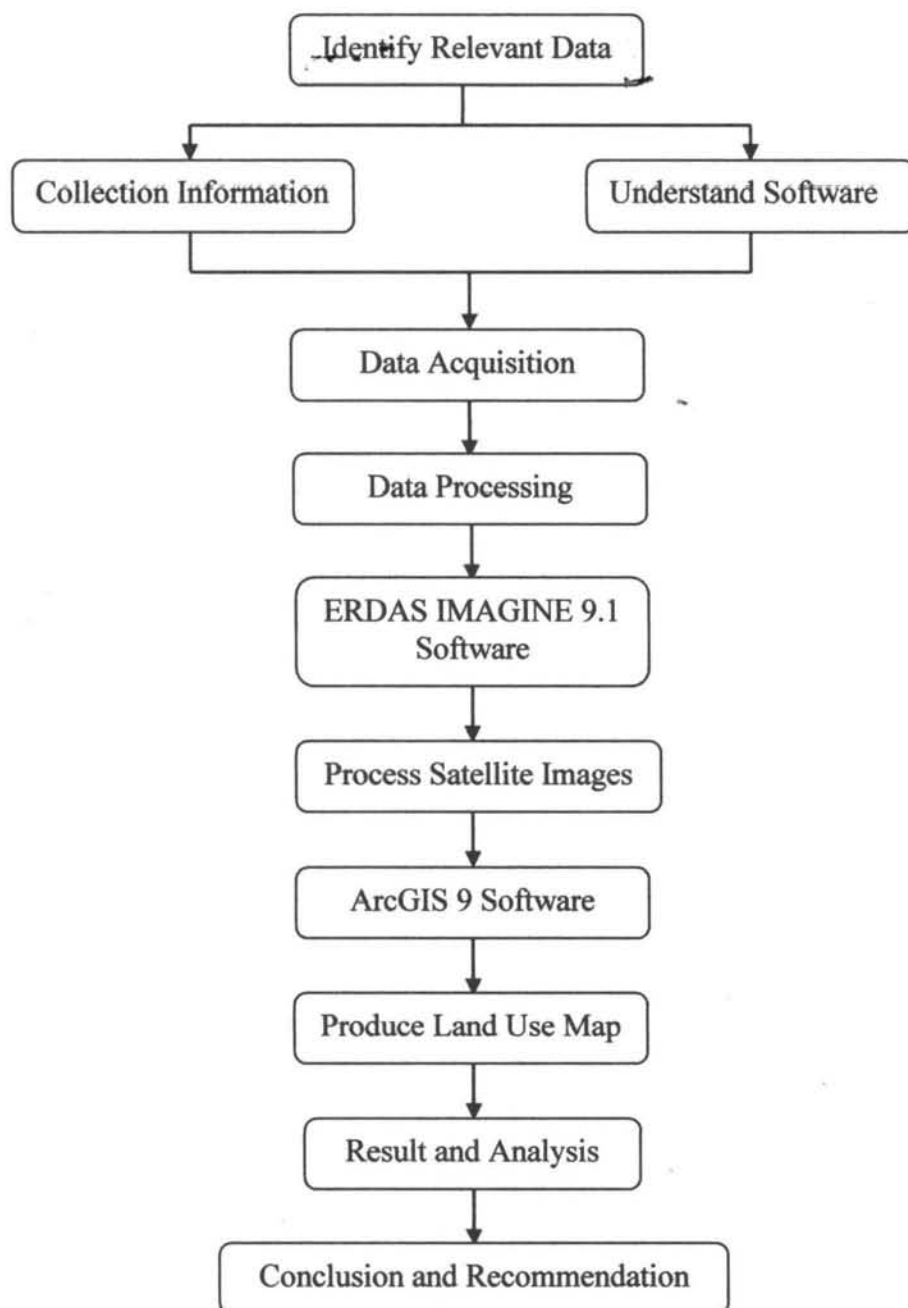 Identify Relevant Data
Collection Information
Understand Software
Data Acquisition
Data Processing
ERDAS IMAGINE 9.1
Software
Process Satellite Images
ArcGIS 9 Software
Produce Land Use Map
Result and Analysis
Conclusion and Recommendation